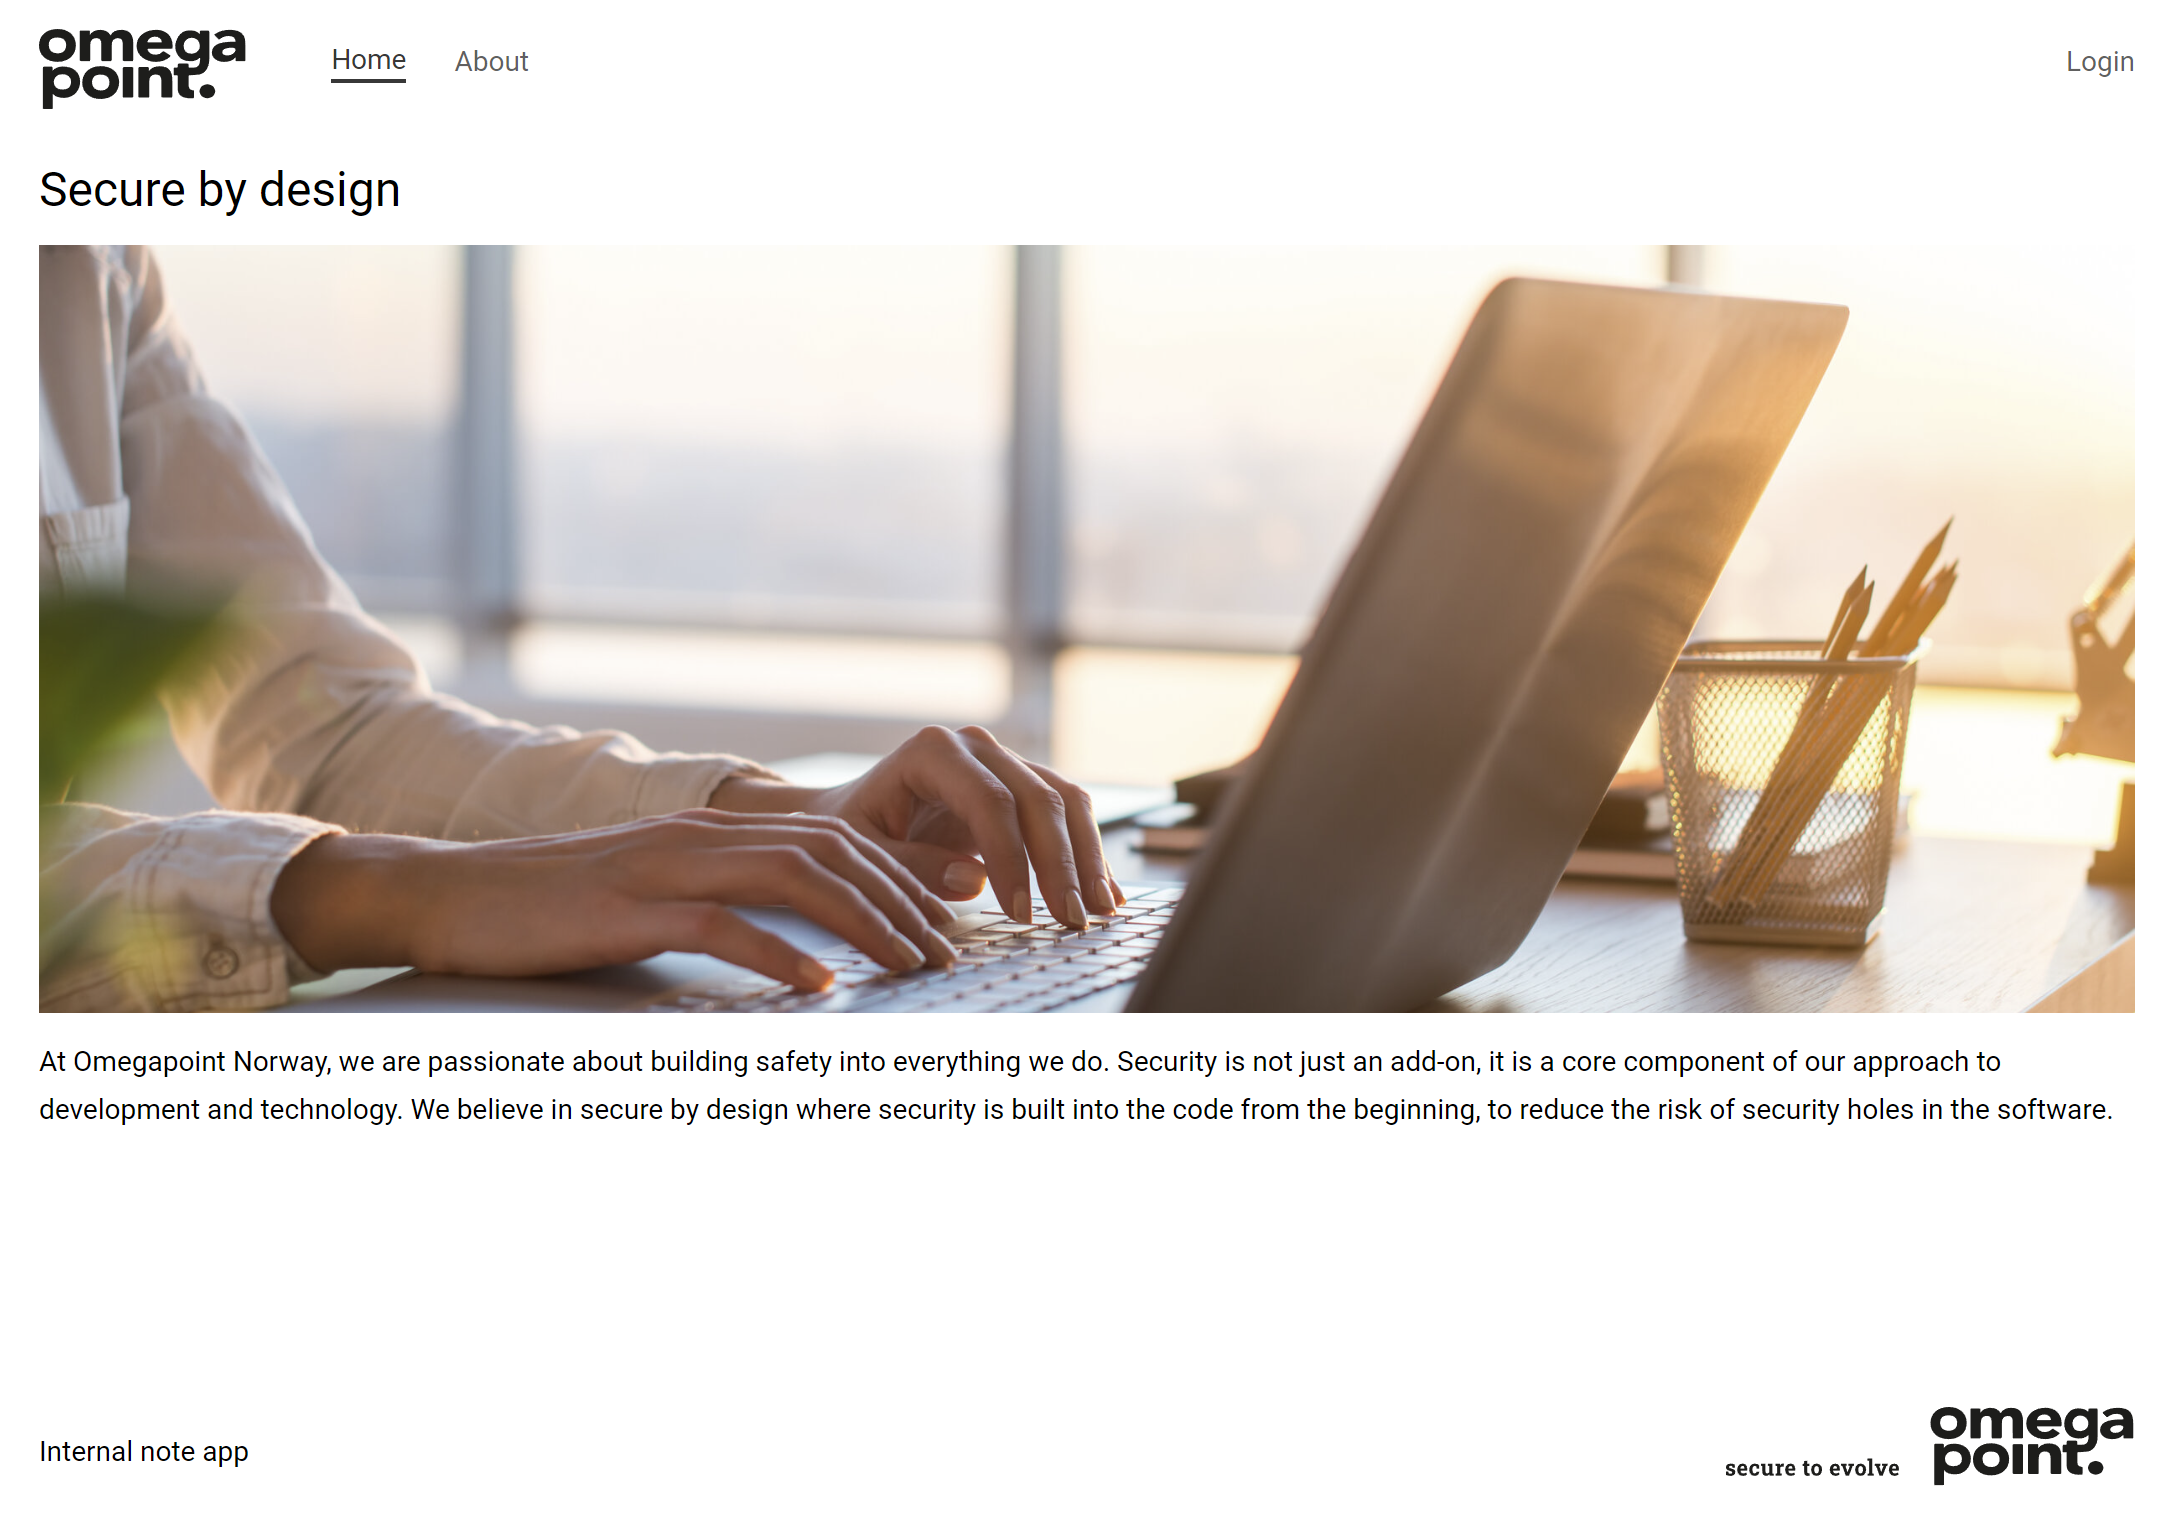 omega
point.
Home
About
Login
Secure by design
At Omegapoint Norway, we are passionate about building safety into everything we do. Security is not just an add-on, it is a core component of our approach to
development and technology. We believe in secure by design where security is built into the code from the beginning, to reduce the risk of security holes in the software.
Internal note app
secure to evolve
omega
point.